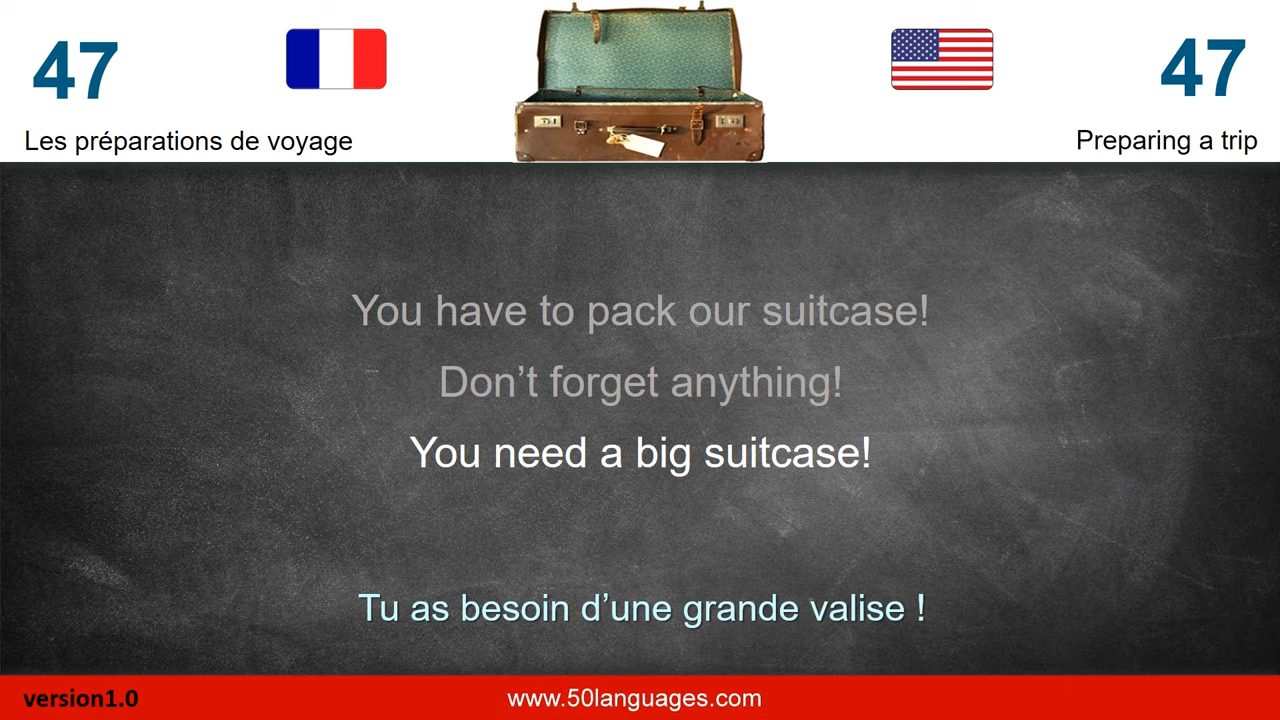 47
47
Les préparations de voyage
Preparing a trip
You have to pack our suitcase!
Don’t forget anything!
You need a big suitcase!
Tu as besoin d’une grande valise !
version1.0
www.50languages.com